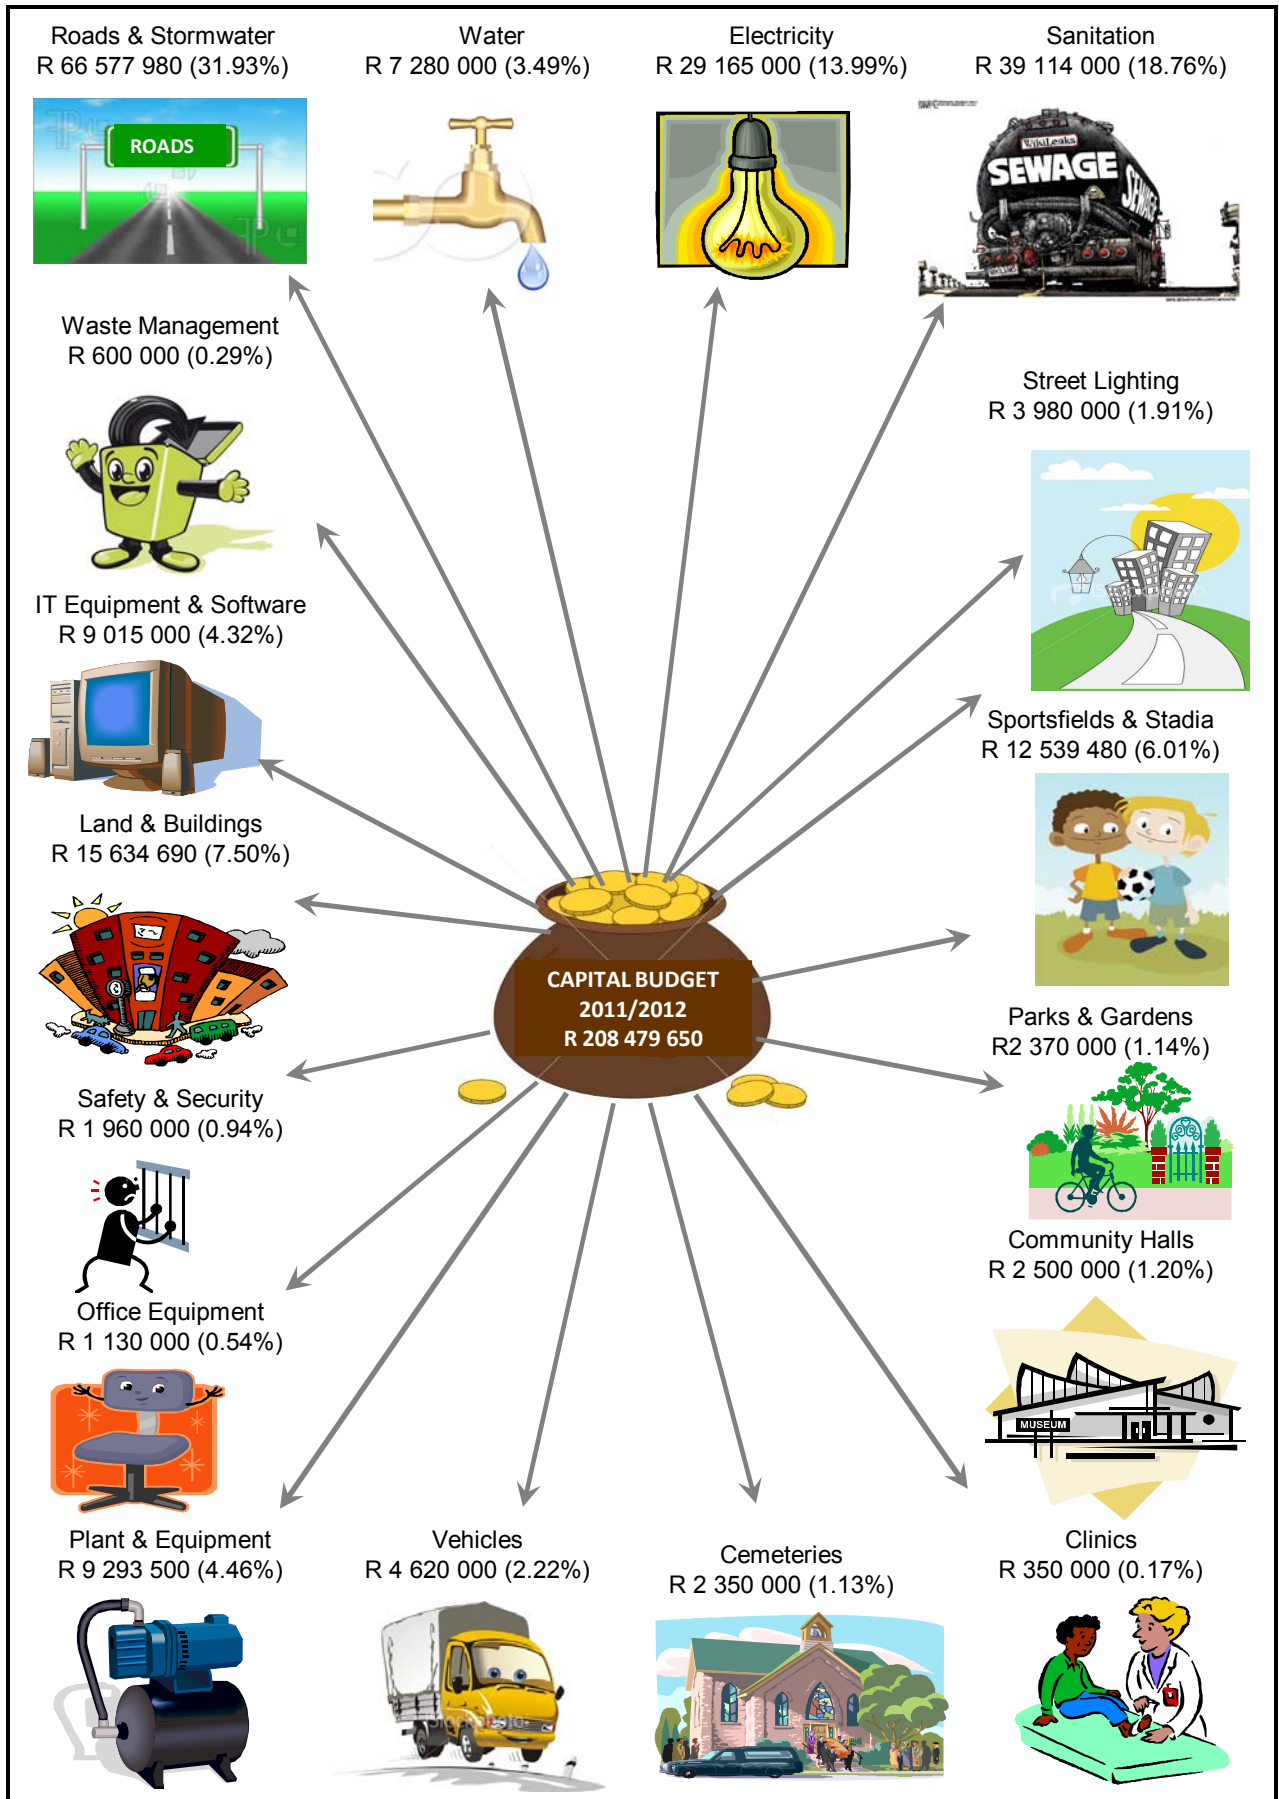 Roads & Stormwater
R 66 577 980 (31.93%)
Water
R 7 280 000 (3.49%)
Electricity
R 29 165 000 (13.99%)
Sanitation
R 39 114 000 (18.76%)
ROADS
WikiLeaks
SEWAGE
SEWAGE
Waste Management
R 600 000 (0.29%)
Street Lighting
R 3 980 000 (1.91%)
IT Equipment & Software
R 9 015 000 (4.32%)
Sportsfields & Stadia
R 12 539 480 (6.01%)
Land & Buildings
R 15 634 690 (7.50%)
CAPITAL BUDGET
2011/2012
R 208 479 650
Parks & Gardens
R2 370 000 (1.14%)
Safety & Security
R 1 960 000 (0.94%)
Community Halls
R 2 500 000 (1.20%)
Office Equipment
R 1 130 000 (0.54%)
MUSEUM
Plant & Equipment
R 9 293 500 (4.46%)
Vehicles
R 4 620 000 (2.22%)
Cemeteries
R 2 350 000 (1.13%)
Clinics
R 350 000 (0.17%)